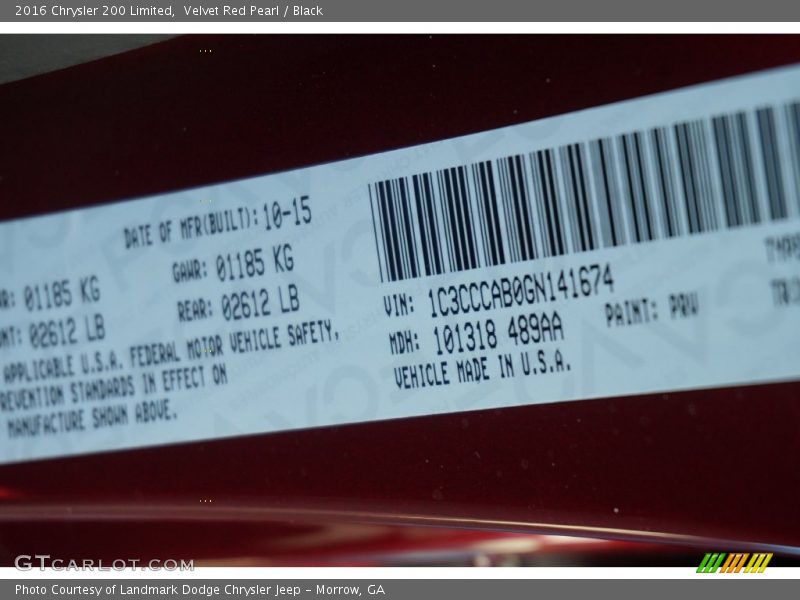 2016 Chrysler 200 Limited, Velvet Red Pearl / Black
DATE OF MFR(BUILT): 10-15
01185 KG
GAWR: 01185 KG
02612 LB
REAR: 02612 LB
APPLICABLE U.S.A. FEDERAL MOTOR VEHICLE SAFETY,
STANDARDS IN EFFECT ON
MANUFACTURE SHOWN ABOVE.
VIN: 1C3CCCAB0GN141674
MDH: 101318 489AA
PAINT: PRV
VEHICLE MADE IN U.S.A.
GTCARLOT.COM
Photo Courtesy of Landmark Dodge Chrysler Jeep - Morrow, GA